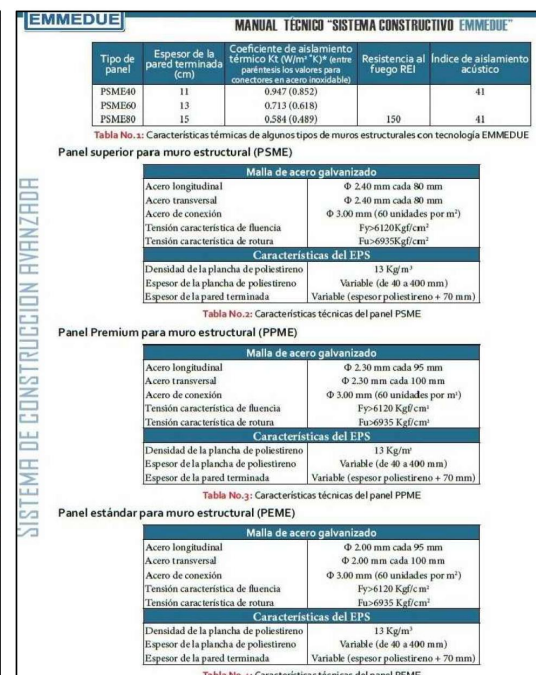 EMMEDUE
MANUAL TÉCNICO "SISTEMA CONSTRUCTIVO EMMEDUE"
SISTEMA DE CONSTRUCCION AVANZADA
Tipo de panel | Espesor de la pared terminada (cm) | Coeficiente de aislamiento térmico Kt (W/m² °K)* (entre paréntesis los valores para conectores en acero inoxidable) | Resistencia al fuego REI | Índice de aislamiento acústico
PSME40 11 0.947 (0.852) 41
PSME60 13 0.713 (0.618)
PSME80 15 0.584 (0.489) 150 41
Tabla No.1: Características térmicas de algunos tipos de muros estructurales con tecnología EMMEDUE
Panel superior para muro estructural (PSME)
Malla de acero galvanizado
Acero longitudinal Φ 2.40 mm cada 80 mm
Acero transversal Φ 2.40 mm cada 80 mm
Acero de conexión Φ 3.00 mm (60 unidades por m²)
Tensión característica de fluencia Fy>6120Kgf/cm²
Tensión característica de rotura Fu>6935Kgf/cm²
Características del EPS
Densidad de la plancha de poliestireno 13 Kg/m³
Espesor de la plancha de poliestireno Variable (de 40 a 400 mm)
Espesor de la pared terminada Variable (espesor poliestireno + 70 mm)
Tabla No.2: Características técnicas del panel PSME
Panel Premium para muro estructural (PPME)
Malla de acero galvanizado
Acero longitudinal Φ 2.30 mm cada 95 mm
Acero transversal Φ 2.30 mm cada 100 mm
Acero de conexión Φ 3.00 mm (60 unidades por m²)
Tensión característica de fluencia Fy>6120 Kgf/cm²
Tensión característica de rotura Fu>6935 Kgf/cm²
Características del EPS
Densidad de la plancha de poliestireno 13 Kg/m³
Espesor de la plancha de poliestireno Variable (de 40 a 400 mm)
Espesor de la pared terminada Variable (espesor poliestireno + 70 mm)
Tabla No.3: Características técnicas del panel PPME
Panel estándar para muro estructural (PEME)
Malla de acero galvanizado
Acero longitudinal Φ 2.00 mm cada 95 mm
Acero transversal Φ 2.00 mm cada 100 mm
Acero de conexión Φ 3.00 mm (60 unidades por m²)
Tensión característica de fluencia Fy>6120 Kgf/cm²
Tensión característica de rotura Fu>6935 Kgf/cm²
Características del EPS
Densidad de la plancha de poliestireno 13 Kg/m³
Espesor de la plancha de poliestireno Variable (de 40 a 400 mm)
Espesor de la pared terminada Variable (espesor poliestireno + 70 mm)
Características técnicas del panel PEME